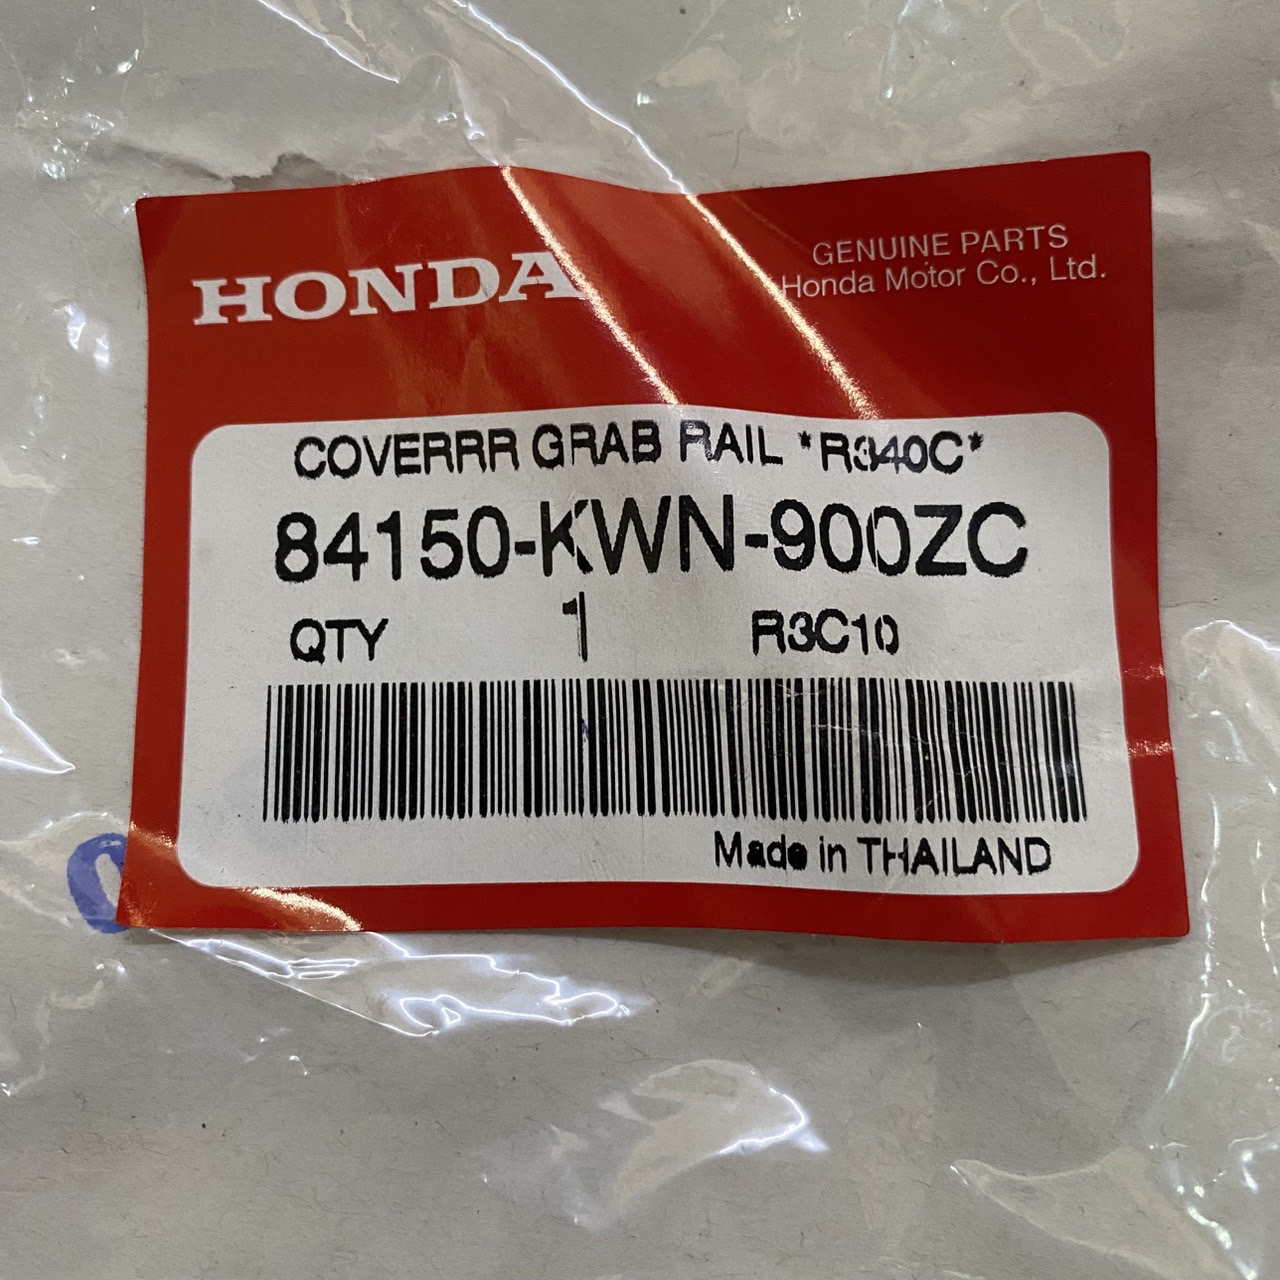 HONDA
GENUINE PARTS
Honda Motor Co., Ltd.
COVERRR GRAB RAIL *R340C*
84150-KWN-900ZC
QTY 1 R3C10
Made in THAILAND